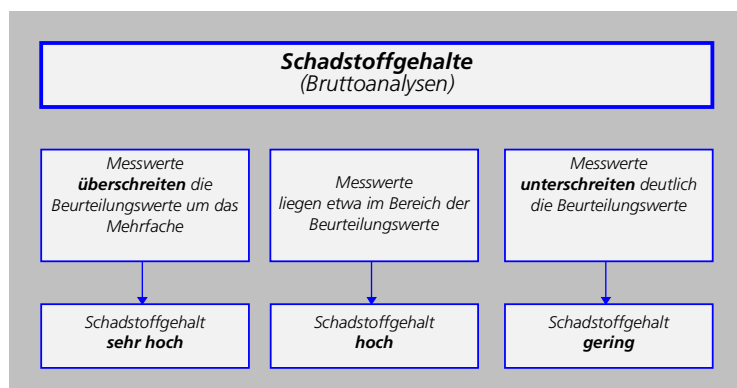 Schadstoffgehalte
(Bruttoanalysen)
Messwerte
überschreiten die
Beurteilungswerte um das
Mehrfache
Messwerte
liegen etwa im Bereich der
Beurteilungswerte
Messwerte
unterschreiten deutlich
die Beurteilungswerte
Schadstoffgehalt
sehr hoch
Schadstoffgehalt
hoch
Schadstoffgehalt
gering